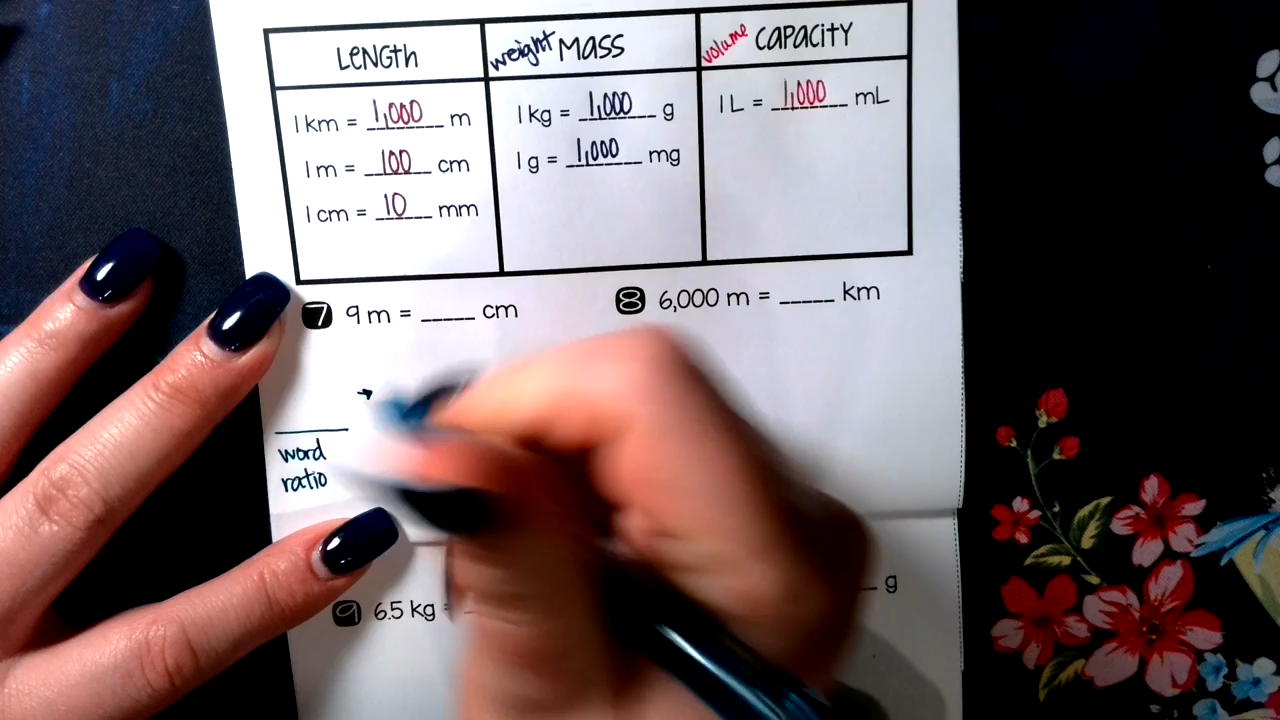 LENGTH
weight MASS
volume CAPACITY
1 km = 1,000 m
1 m = 100 cm
1 cm = 10 mm
1 kg = 1,000 g
1 g = 1,000 mg
1 L = 1,000 mL
7 9 m = _____ cm
8 6,000 m = _____ km
word
ratio
9 6.5 kg =
g